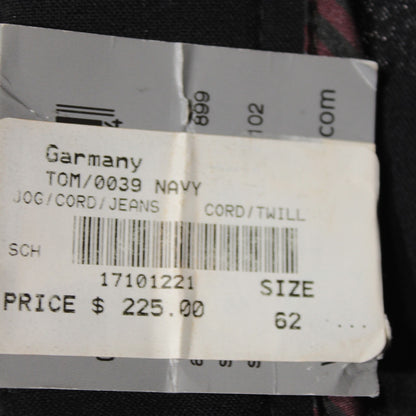 899
102
com
Garmany
TOM/0039 NAVY
JOG/CORD/JEANS CORD/TWILL
SCH
17101221 SIZE
PRICE $ 225.00 62